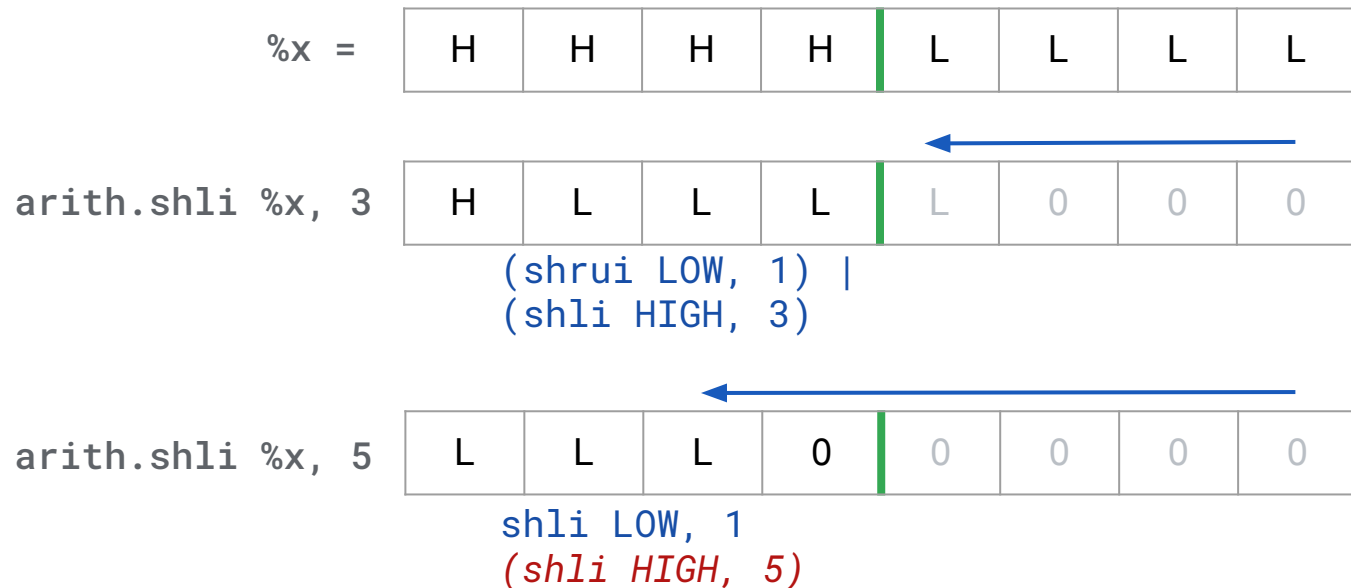 %x = H H H H L L L L
arith.shli %x, 3 H L L L L 0 0 0
(shrui LOW, 1) |
(shli HIGH, 3)
arith.shli %x, 5 L L L 0 0 0 0 0
shli LOW, 1
(shli HIGH, 5)